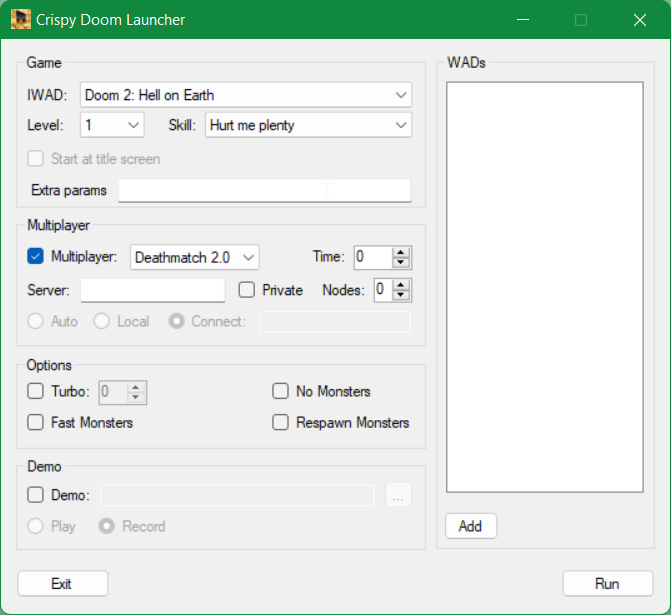 Crispy Doom Launcher
Game
IWAD: Doom 2: Hell on Earth
Level: 1 Skill: Hurt me plenty
Start at title screen
Extra params
Multiplayer
Multiplayer: Deathmatch 2.0 Time: 0
Server: Private Nodes: 0
Auto Local Connect:
Options
Turbo: 0 No Monsters
Fast Monsters Respawn Monsters
Demo
Demo: ...
Play Record
WADs
Add
Exit Run